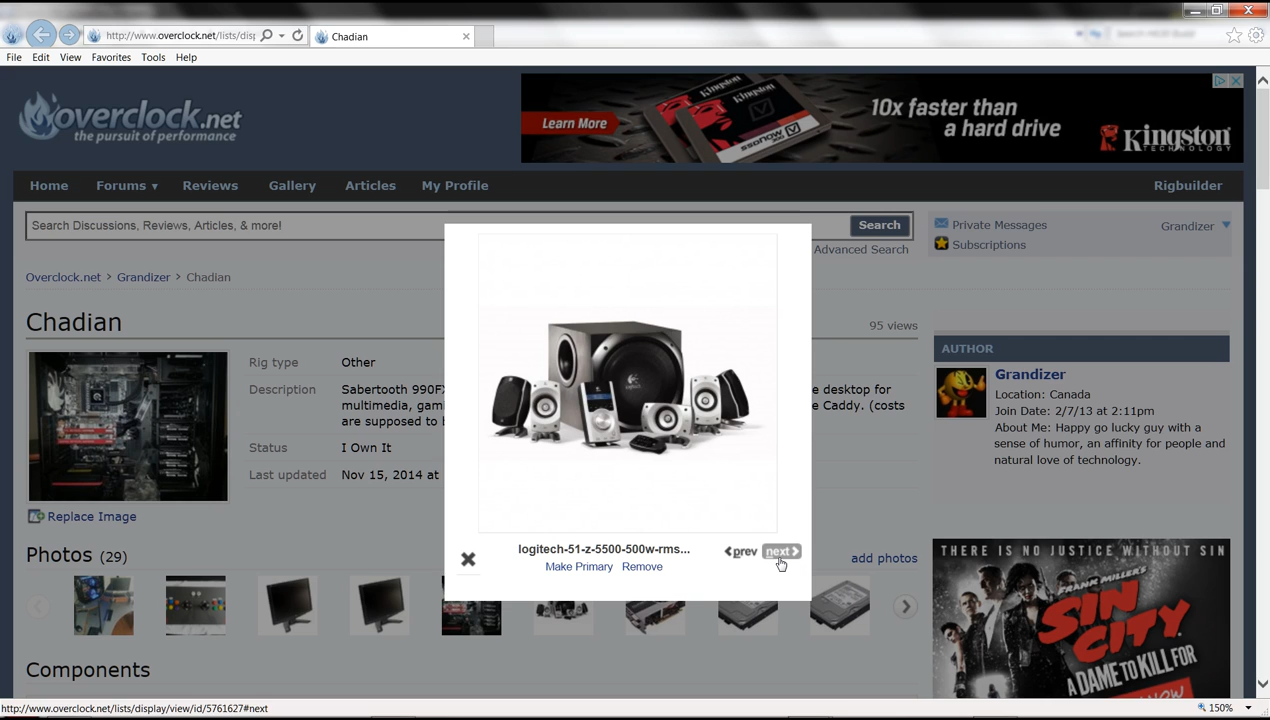 http://www.overclock.net/lists/disp
Chadian
File Edit View Favorites Tools Help
overclock.net
the pursuit of performance
Learn More
10x faster than
a hard drive
Kingston
TECHNOLOGY
Home Forums ▾ Reviews Gallery Articles My Profile Rigbuilder
Search Discussions, Reviews, Articles, & more!
Search
Advanced Search
Private Messages
Subscriptions
Grandizer
Overclock.net > Grandizer > Chadian
Chadian
95 views
Rig type Other
Description Sabertooth 990FX
multimedia, gami
are supposed to b
e desktop for
e Caddy. (costs
Status I Own It
Last updated Nov 15, 2014 at
Replace Image
AUTHOR
Grandizer
Location: Canada
Join Date: 2/7/13 at 2:11pm
About Me: Happy go lucky guy with a
sense of humor, an affinity for people and
natural love of technology.
logitech
logitech-51-z-5500-500w-rms...
Make Primary Remove
prev next
Photos (29)
add photos
Components
THERE IS NO JUSTICE WITHOUT SIN
FRANK MILLER'S
SIN CITY
A DAME TO KILL FOR
http://www.overclock.net/lists/display/view/id/5761627#next
150%